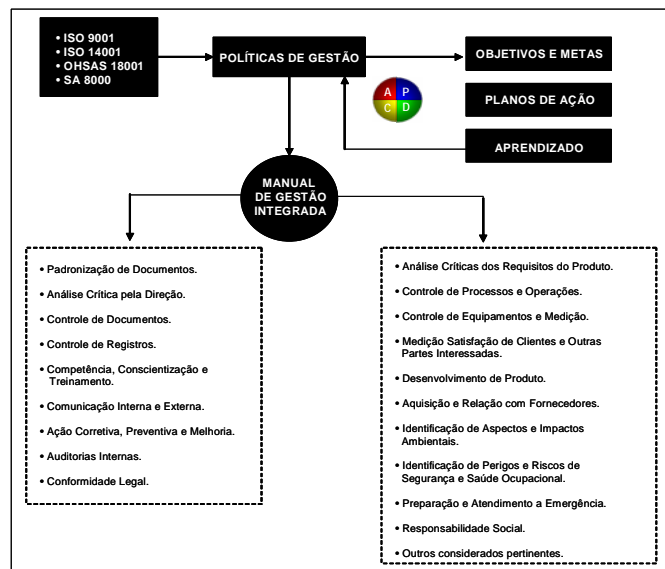 • ISO 9001
• ISO 14001
• OHSAS 18001
• SA 8000
POLÍTICAS DE GESTÃO
OBJETIVOS E METAS
PLANOS DE AÇÃO
APRENDIZADO
A P
C D
MANUAL
DE GESTÃO
INTEGRADA
• Padronização de Documentos.
• Análise Crítica pela Direção.
• Controle de Documentos.
• Controle de Registros.
• Competência, Conscientização e
Treinamento.
• Comunicação Interna e Externa.
• Ação Corretiva, Preventiva e Melhoria.
• Auditorias Internas.
• Conformidade Legal.
• Análise Críticas dos Requisitos do Produto.
• Controle de Processos e Operações.
• Controle de Equipamentos e Medição.
• Medição Satisfação de Clientes e Outras
Partes Interessadas.
• Desenvolvimento de Produto.
• Aquisição e Relação com Fornecedores.
• Identificação de Aspectos e Impactos
Ambientais.
• Identificação de Perigos e Riscos de
Segurança e Saúde Ocupacional.
• Preparação e Atendimento a Emergência.
• Responsabilidade Social.
• Outros considerados pertinentes.